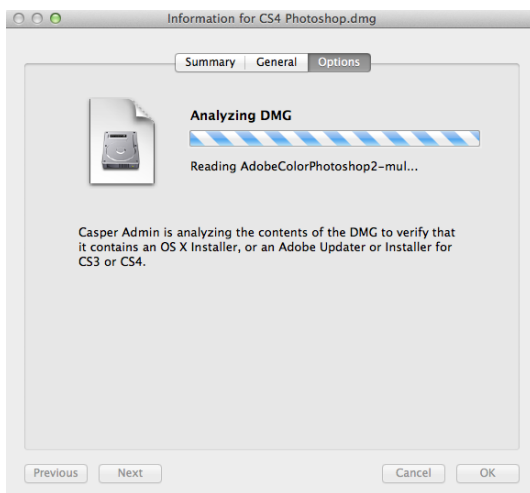 Information for CS4 Photoshop.dmg
Summary General Options
Analyzing DMG
Reading AdobeColorPhotoshop2-mul...
Casper Admin is analyzing the contents of the DMG to verify that
it contains an OS X Installer, or an Adobe Updater or Installer for
CS3 or CS4.
Previous Next Cancel OK